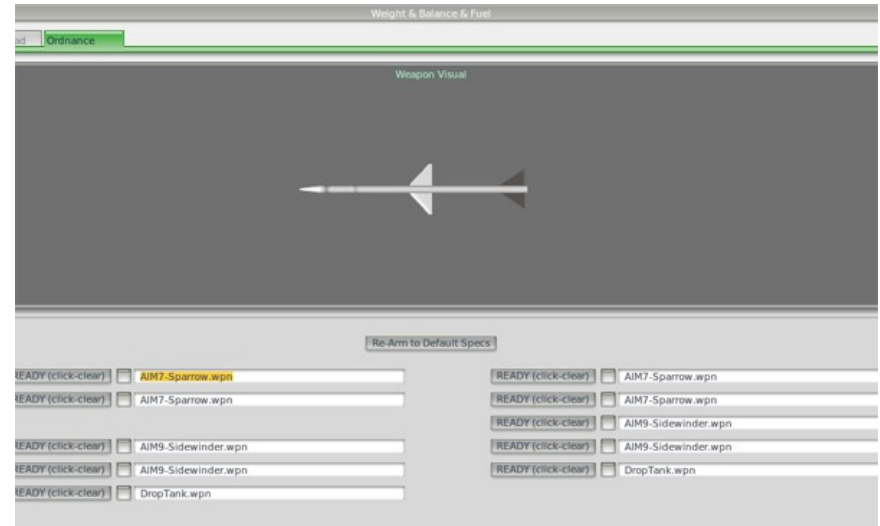 Weight & Balance & Fuel
ad Ordnance
Weapon Visual
Re-Arm to Default Specs
READY (click-clear) AIM7-Sparrow.wpn READY (click-clear) AIM7-Sparrow.wpn
READY (click-clear) AIM7-Sparrow.wpn READY (click-clear) AIM7-Sparrow.wpn
READY (click-clear) AIM9-Sidewinder.wpn
READY (click-clear) AIM9-Sidewinder.wpn READY (click-clear) AIM9-Sidewinder.wpn
READY (click-clear) AIM9-Sidewinder.wpn READY (click-clear) DropTank.wpn
READY (click-clear) DropTank.wpn